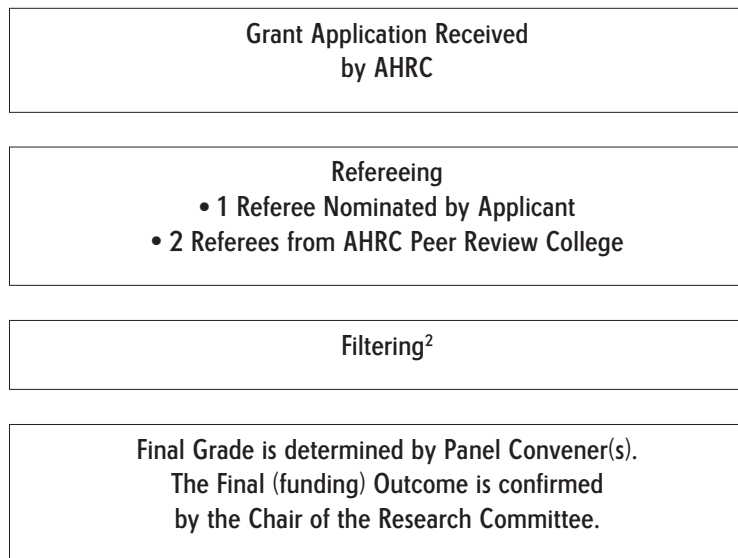 Grant Application Received
by AHRC
Refereeing
• 1 Referee Nominated by Applicant
• 2 Referees from AHRC Peer Review College
Filtering²
Final Grade is determined by Panel Convener(s).
The Final (funding) Outcome is confirmed
by the Chair of the Research Committee.